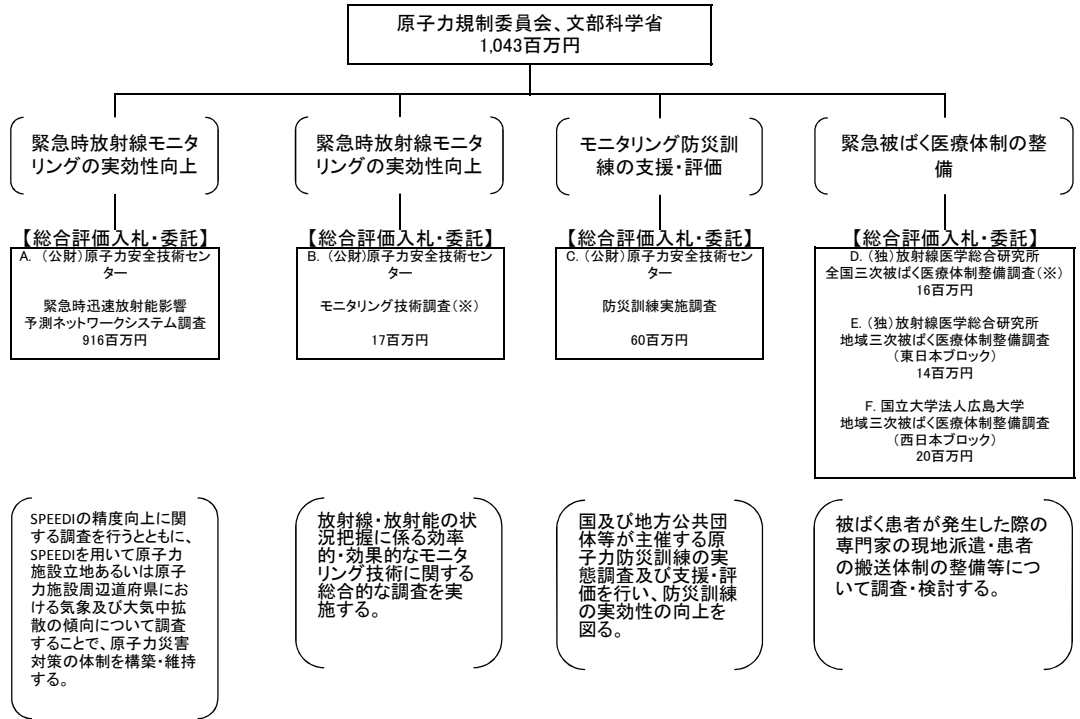 原子力規制委員会、文部科学省
1,043百万円
緊急時放射線モニタ
リングの実効性向上
緊急時放射線モニタ
リングの実効性向上
モニタリング防災訓
練の支援・評価
緊急被ばく医療体制の整
備
【総合評価入札・委託】
A. (公財)原子力安全技術セン
ター
緊急時迅速放射能影響
予測ネットワークシステム調査
916百万円
【総合評価入札・委託】
B. (公財)原子力安全技術セン
ター
モニタリング技術調査(※)
17百万円
【総合評価入札・委託】
C. (公財)原子力安全技術セン
ター
防災訓練実施調査
60百万円
【総合評価入札・委託】
D. (独)放射線医学総合研究所
全国三次被ばく医療体制整備調査(※)
16百万円
E. (独)放射線医学総合研究所
地域三次被ばく医療体制整備調査
(東日本ブロック)
14百万円
F. 国立大学法人広島大学
地域三次被ばく医療体制整備調査
(西日本ブロック)
20百万円
SPEEDIの精度向上に関
する調査を行うとともに、
SPEEDIを用いて原子力
施設立地あるいは原子
力施設周辺道府県にお
ける気象及び大気中拡
散の傾向について調査
することで、原子力災害
対策の体制を構築・維持
する。
放射線・放射能の状
況把握に係る効率
的・効果的なモニタ
リング技術に関する
総合的な調査を実
施する。
国及び地方公共団
体等が主催する原
子力防災訓練の実
態調査及び支援・評
価を行い、防災訓練
の実効性の向上を
図る。
被ばく患者が発生した際の
専門家の現地派遣・患者
の搬送体制の整備等につ
いて調査・検討する。